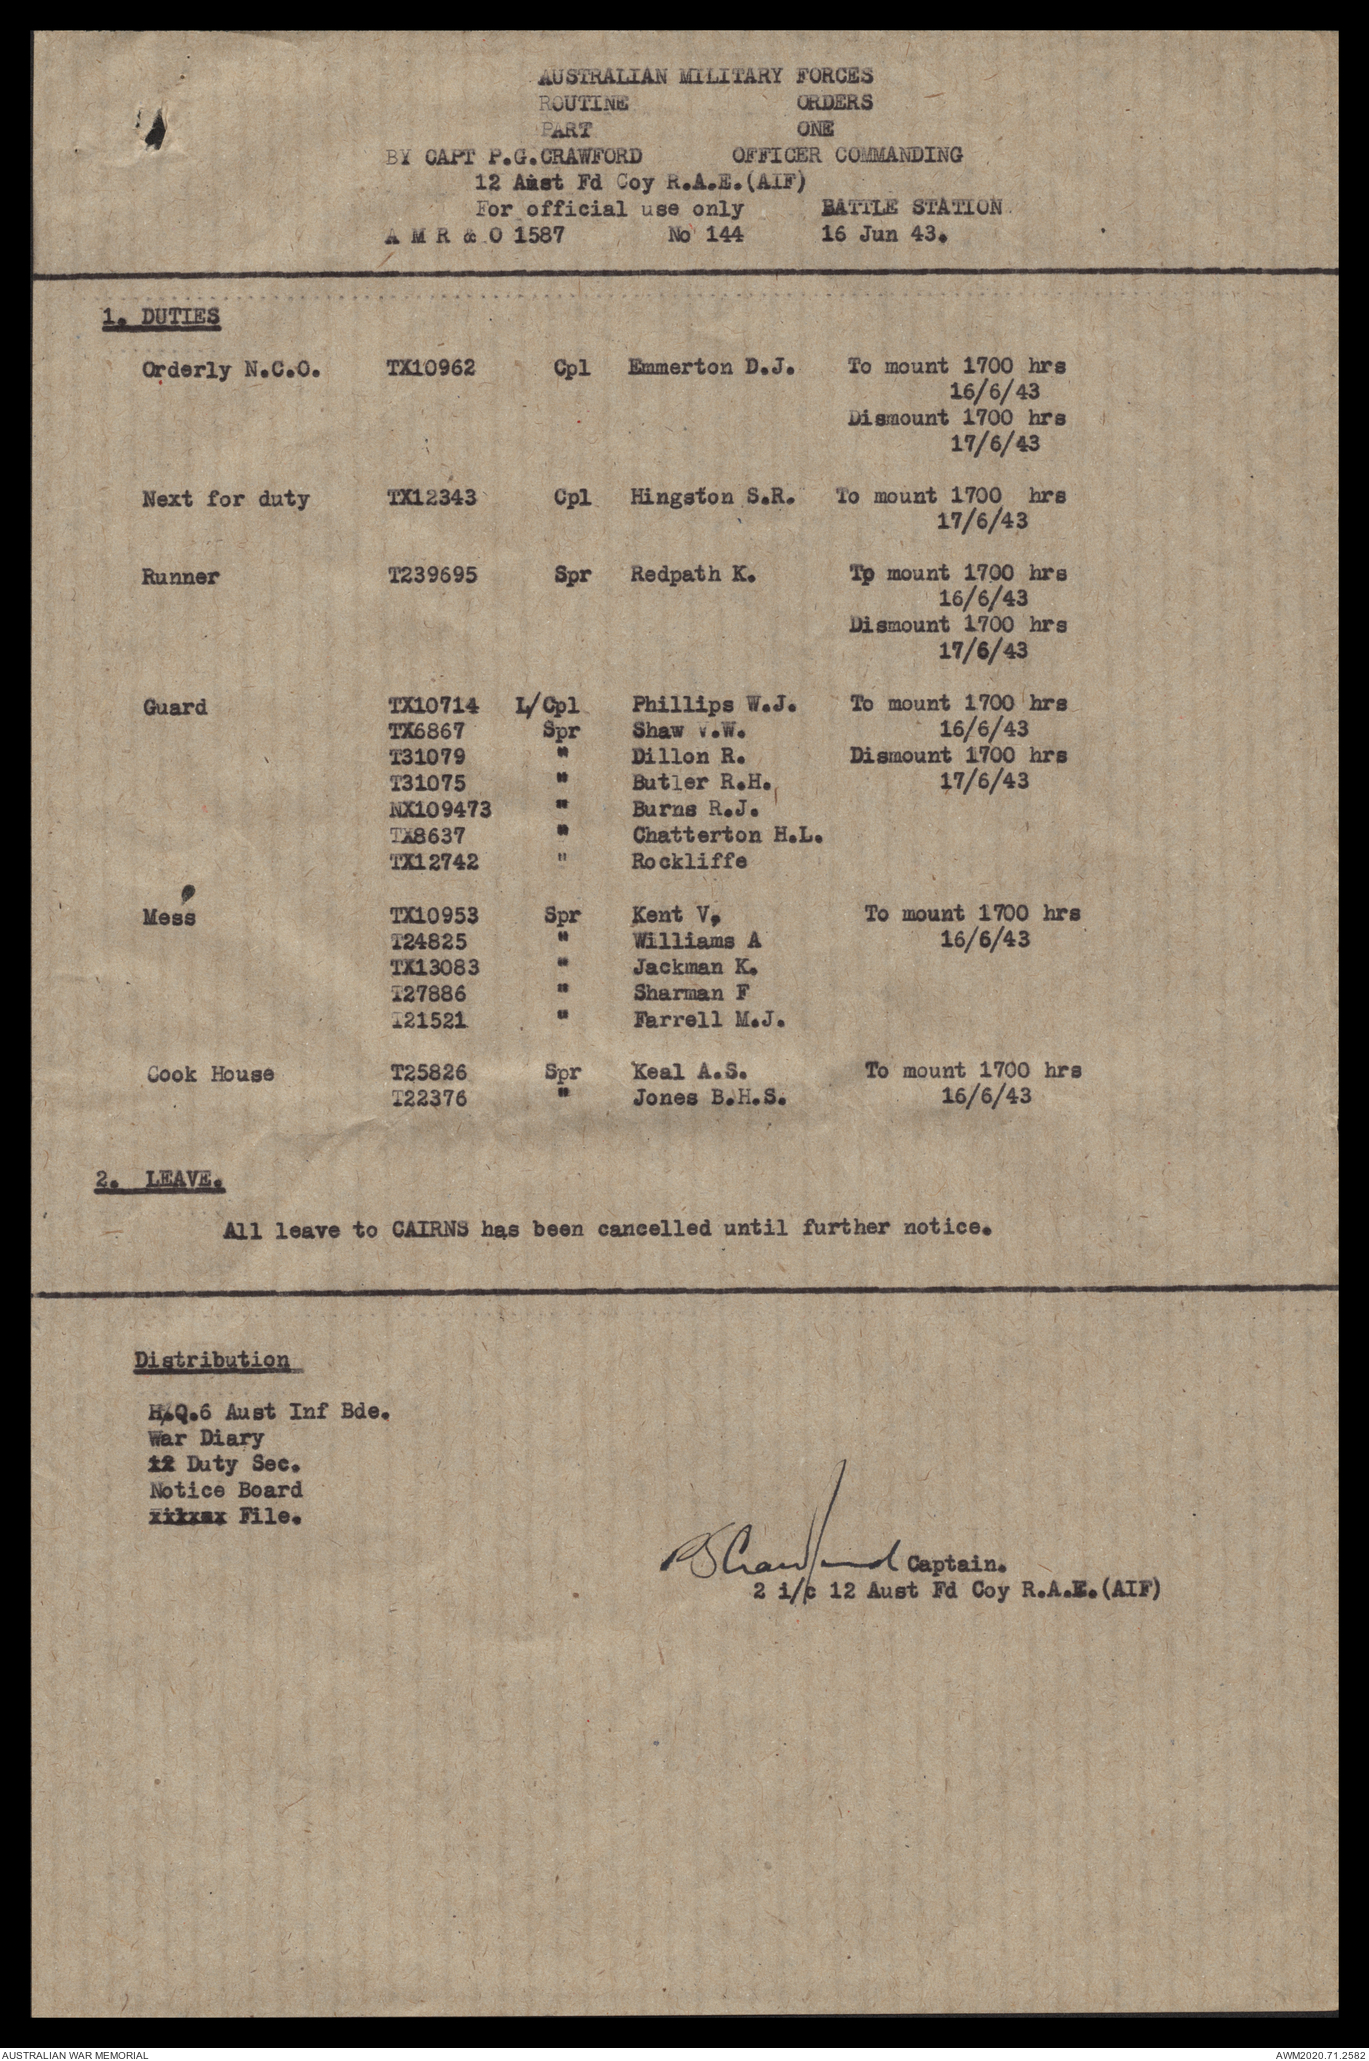 AUSTRALIAN MILITARY FORCES
ROUTINE ORDERS
PART ONE
BY CAPT P.G.CRAWFORD OFFICER COMMANDING
12 Aust Fd Coy R.A.E.(AIF)
For official use only BATTLE STATION
A M R & O 1587 No 144 16 Jun 43.
1. DUTIES
Orderly N.C.O. TX10962 Cpl Emmerton D.J. To mount 1700 hrs
16/6/43
Dismount 1700 hrs
17/6/43
Next for duty TX12343 Cpl Hingston S.R. To mount 1700 hrs
17/6/43
Runner T239695 Spr Redpath K. To mount 1700 hrs
16/6/43
Dismount 1700 hrs
17/6/43
Guard TX10714 L/Cpl Phillips W.J. To mount 1700 hrs
TX6867 Spr Shaw V.W. 16/6/43
T31079 " Dillon R. Dismount 1700 hrs
T31075 " Butler R.H. 17/6/43
NX109473 " Burns R.J.
TX8637 " Chatterton H.L.
TX12742 " Rockliffe
Mess TX10953 Spr Kent V. To mount 1700 hrs
T24825 " Williams A 16/6/43
TX13083 " Jackman K.
T27886 " Sharman F
T21521 " Farrell M.J.
Cook House T25826 Spr Keal A.S. To mount 1700 hrs
T22376 " Jones B.H.S. 16/6/43
2. LEAVE.
All leave to CAIRNS has been cancelled until further notice.
Distribution
H.Q.6 Aust Inf Bde.
War Diary
12 Duty Sec.
Notice Board
File.
PGCrawford Captain.
2 i/c 12 Aust Fd Coy R.A.E.(AIF)
AUSTRALIAN WAR MEMORIAL AWM2020.71.2582